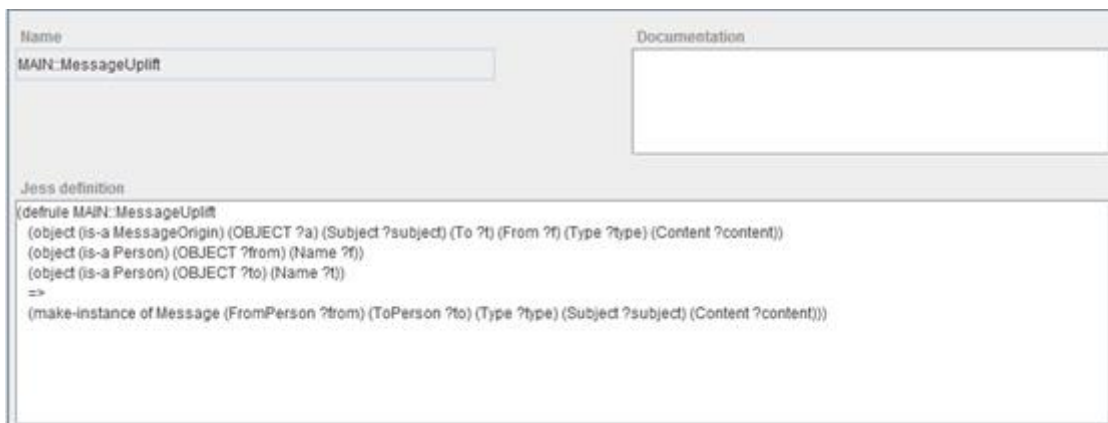 Name
Documentation
MAIN::MessageUplift
Jess definition
(defrule MAIN::MessageUplift
(object (is-a MessageOrigin) (OBJECT ?a) (Subject ?subject) (To ?t) (From ?f) (Type ?type) (Content ?content))
(object (is-a Person) (OBJECT ?from) (Name ?f))
(object (is-a Person) (OBJECT ?to) (Name ?t))
=>
(make-instance of Message (FromPerson ?from) (ToPerson ?to) (Type ?type) (Subject ?subject) (Content ?content)))